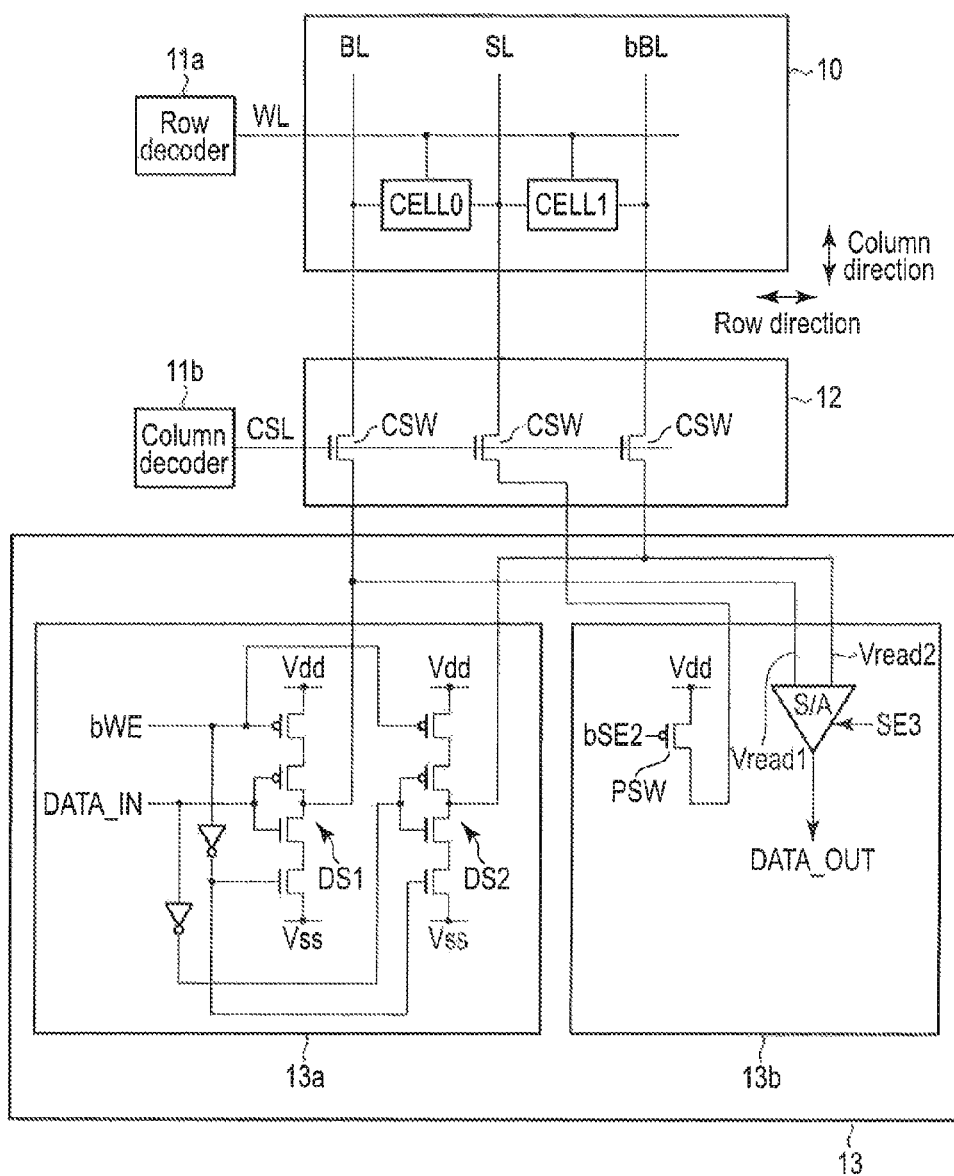 BL
SL
bBL
10
11a
Row
decoder
WL
CELL0
CELL1
Column
direction
Row direction
11b
Column
decoder
CSL
CSW
CSW
CSW
12
Vdd
Vdd
bWE
DATA_IN
DS1
DS2
Vss
Vss
13a
Vdd
bSE2
PSW
Vread2
S/A
SE3
Vread1
DATA_OUT
13b
13